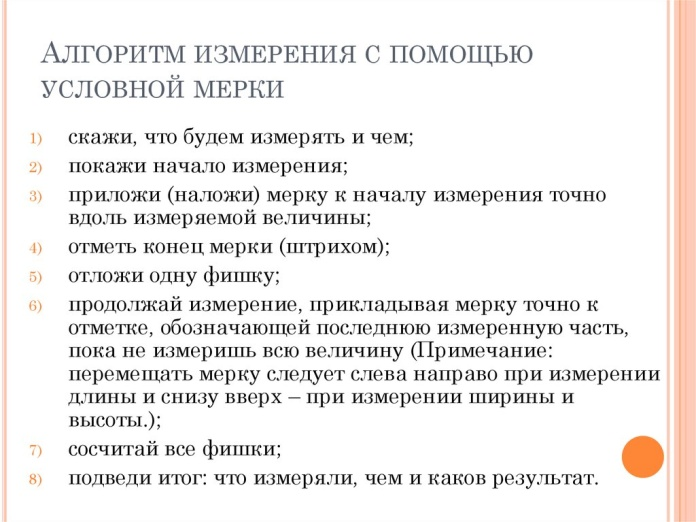 Алгоритм измерения с помощью
условной мерки
1) скажи, что будем измерять и чем;
2) покажи начало измерения;
3) приложи (наложи) мерку к началу измерения точно
вдоль измеряемой величины;
4) отметь конец мерки (штрихом);
5) отложи одну фишку;
6) продолжай измерение, прикладывая мерку точно к
отметке, обозначающей последнюю измеренную часть,
пока не измеришь всю величину (Примечание:
перемещать мерку следует слева направо при измерении
длины и снизу вверх – при измерении ширины и
высоты.);
7) сосчитай все фишки;
8) подведи итог: что измеряли, чем и каков результат.